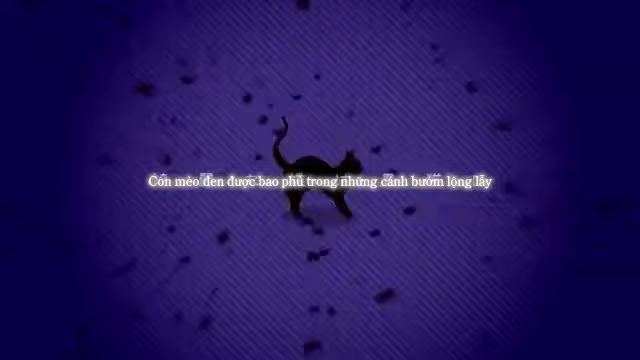 Con mèo đen được bao phủ trong những cánh bướm lộng lẫy